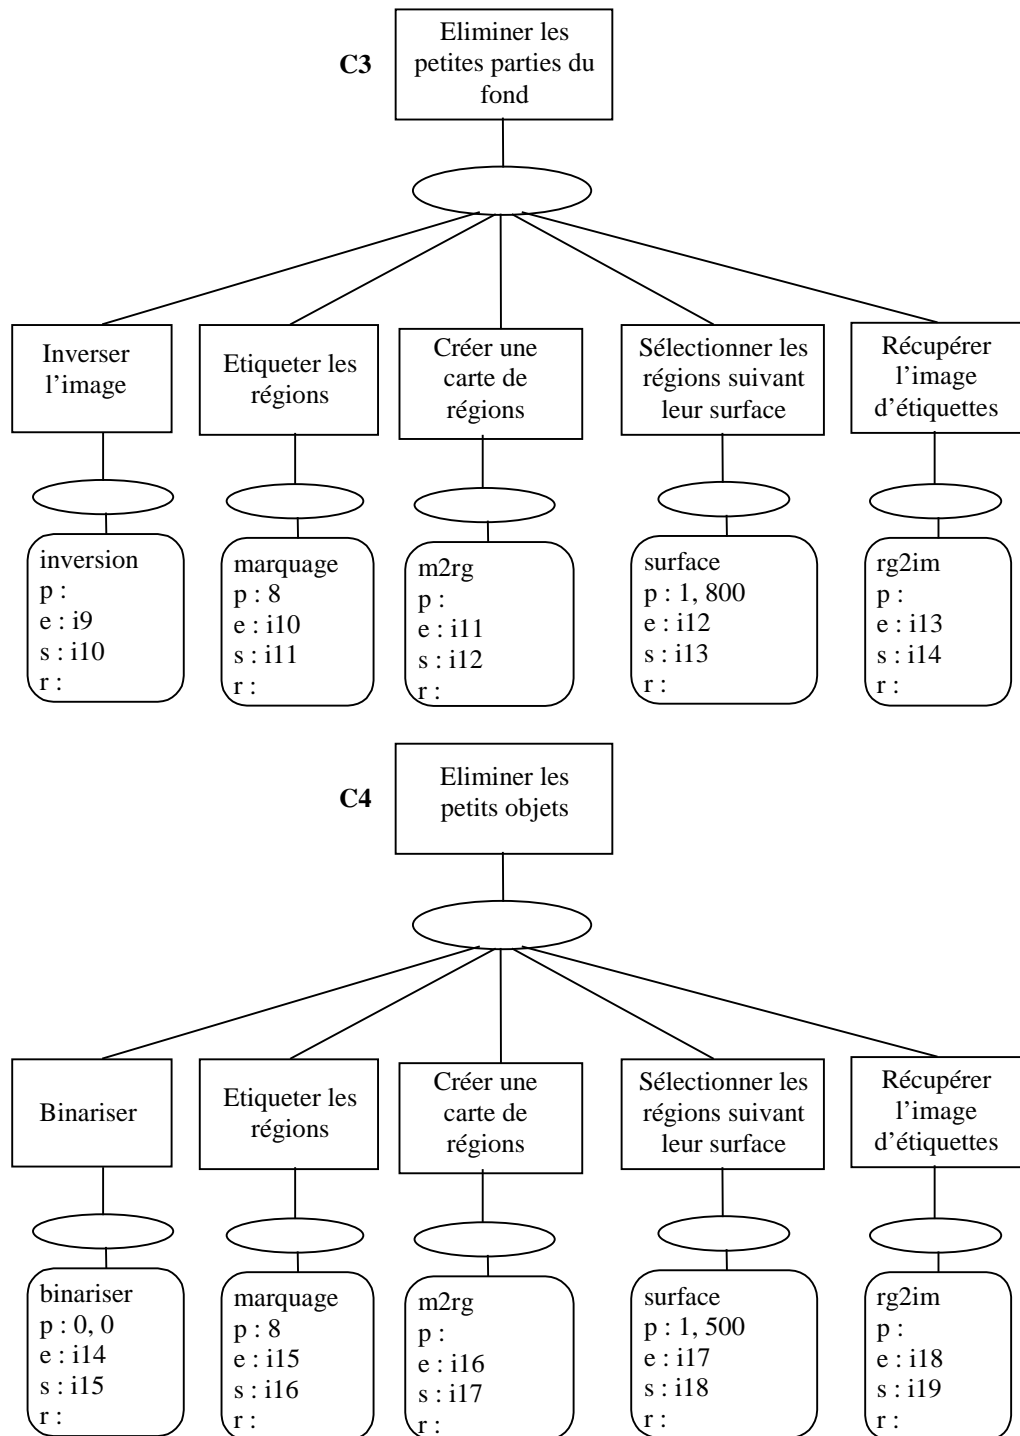 C3
Eliminer les
petites parties du
fond
Inverser
l’image
Etiqueter les
régions
Créer une
carte de
régions
Sélectionner les
régions suivant
leur surface
Récupérer
l’image
d’étiquettes
inversion
p :
e : i9
s : i10
r :
marquage
p : 8
e : i10
s : i11
r :
m2rg
p :
e : i11
s : i12
r :
surface
p : 1, 800
e : i12
s : i13
r :
rg2im
p :
e : i13
s : i14
r :
C4
Eliminer les
petits objets
Binariser
Etiqueter les
régions
Créer une
carte de
régions
Sélectionner les
régions suivant
leur surface
Récupérer
l’image
d’étiquettes
binariser
p : 0, 0
e : i14
s : i15
r :
marquage
p : 8
e : i15
s : i16
r :
m2rg
p :
e : i16
s : i17
r :
surface
p : 1, 500
e : i17
s : i18
r :
rg2im
p :
e : i18
s : i19
r :